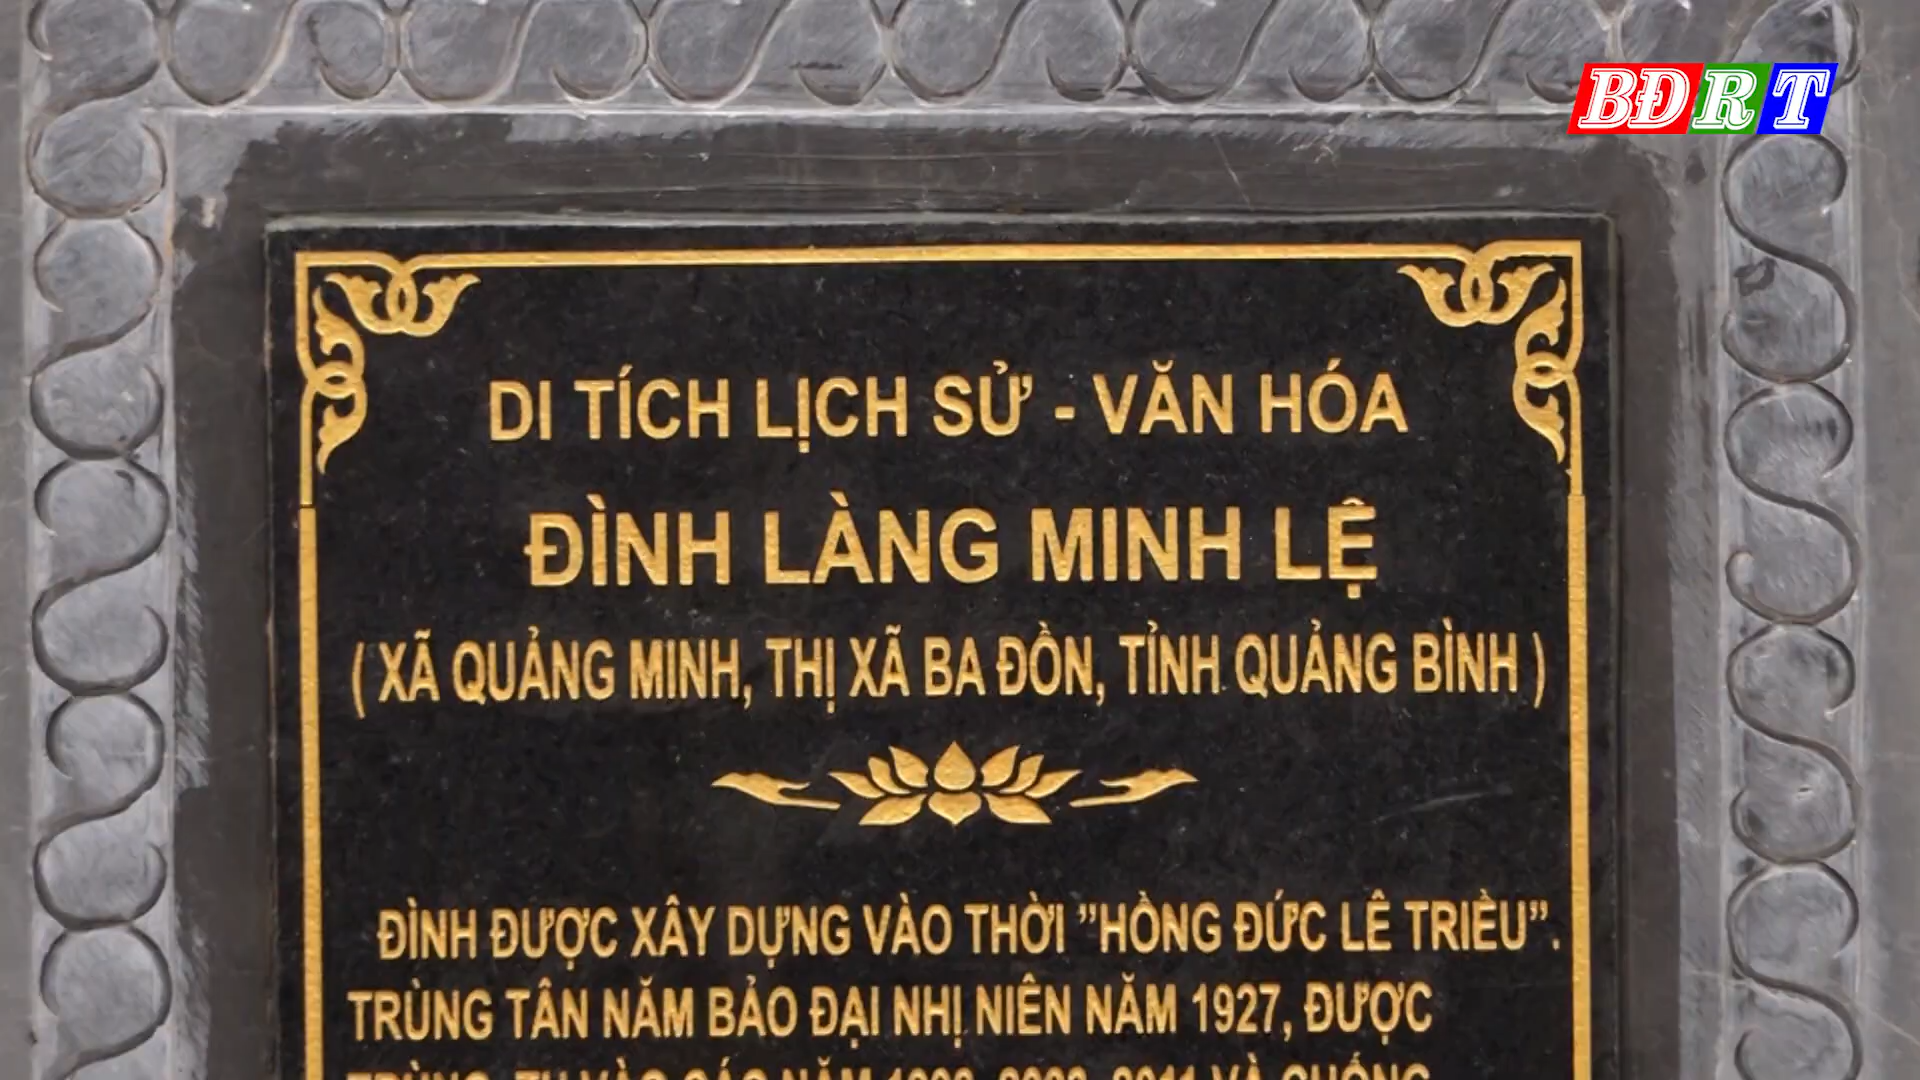 BĐRT
DI TÍCH LỊCH SỬ - VĂN HÓA
ĐÌNH LÀNG MINH LỆ
( XÃ QUẢNG MINH, THỊ XÃ BA ĐỒN, TỈNH QUẢNG BÌNH )
ĐÌNH ĐƯỢC XÂY DỰNG VÀO THỜI "HỒNG ĐỨC LÊ TRIỀU".
TRÙNG TÂN NĂM BẢO ĐẠI NHỊ NIÊN NĂM 1927, ĐƯỢC